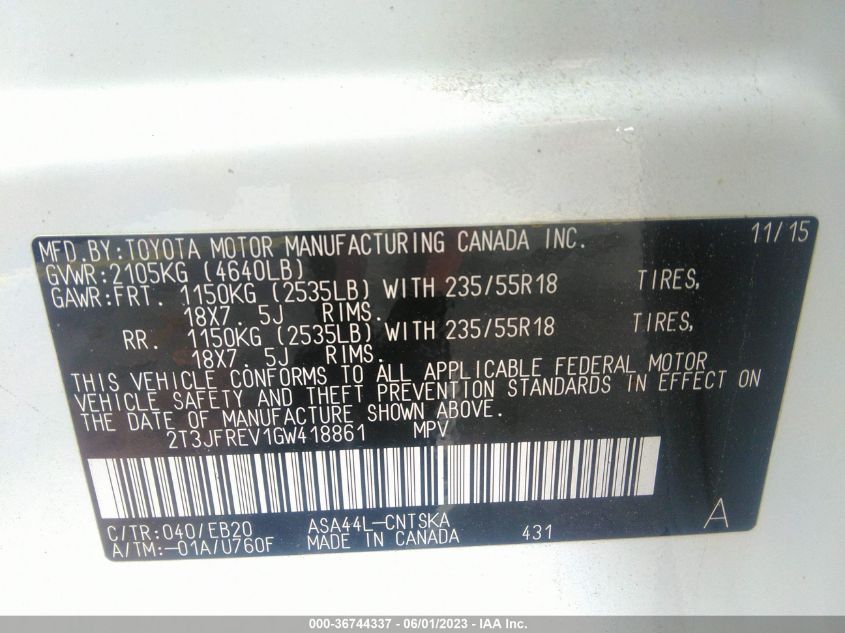 MFD.BY:TOYOTA MOTOR MANUFACTURING CANADA INC. 11/15
GVWR:2105KG (4640LB)
GAWR:FRT. 1150KG (2535LB) WITH 235/55R18 TIRES,
18X7.5J RIMS.
RR. 1150KG (2535LB) WITH 235/55R18 TIRES,
18X7.5J RIMS.
THIS VEHICLE CONFORMS TO ALL APPLICABLE FEDERAL MOTOR
VEHICLE SAFETY AND THEFT PREVENTION STANDARDS IN EFFECT ON
THE DATE OF MANUFACTURE SHOWN ABOVE.
2T3JFREV1GW418861 MPV
C/TR:040/EB20 ASA44L-CNTSKA A
A/TM:-01A/U760F MADE IN CANADA 431
000-36744337 - 06/01/2023 - IAA Inc.